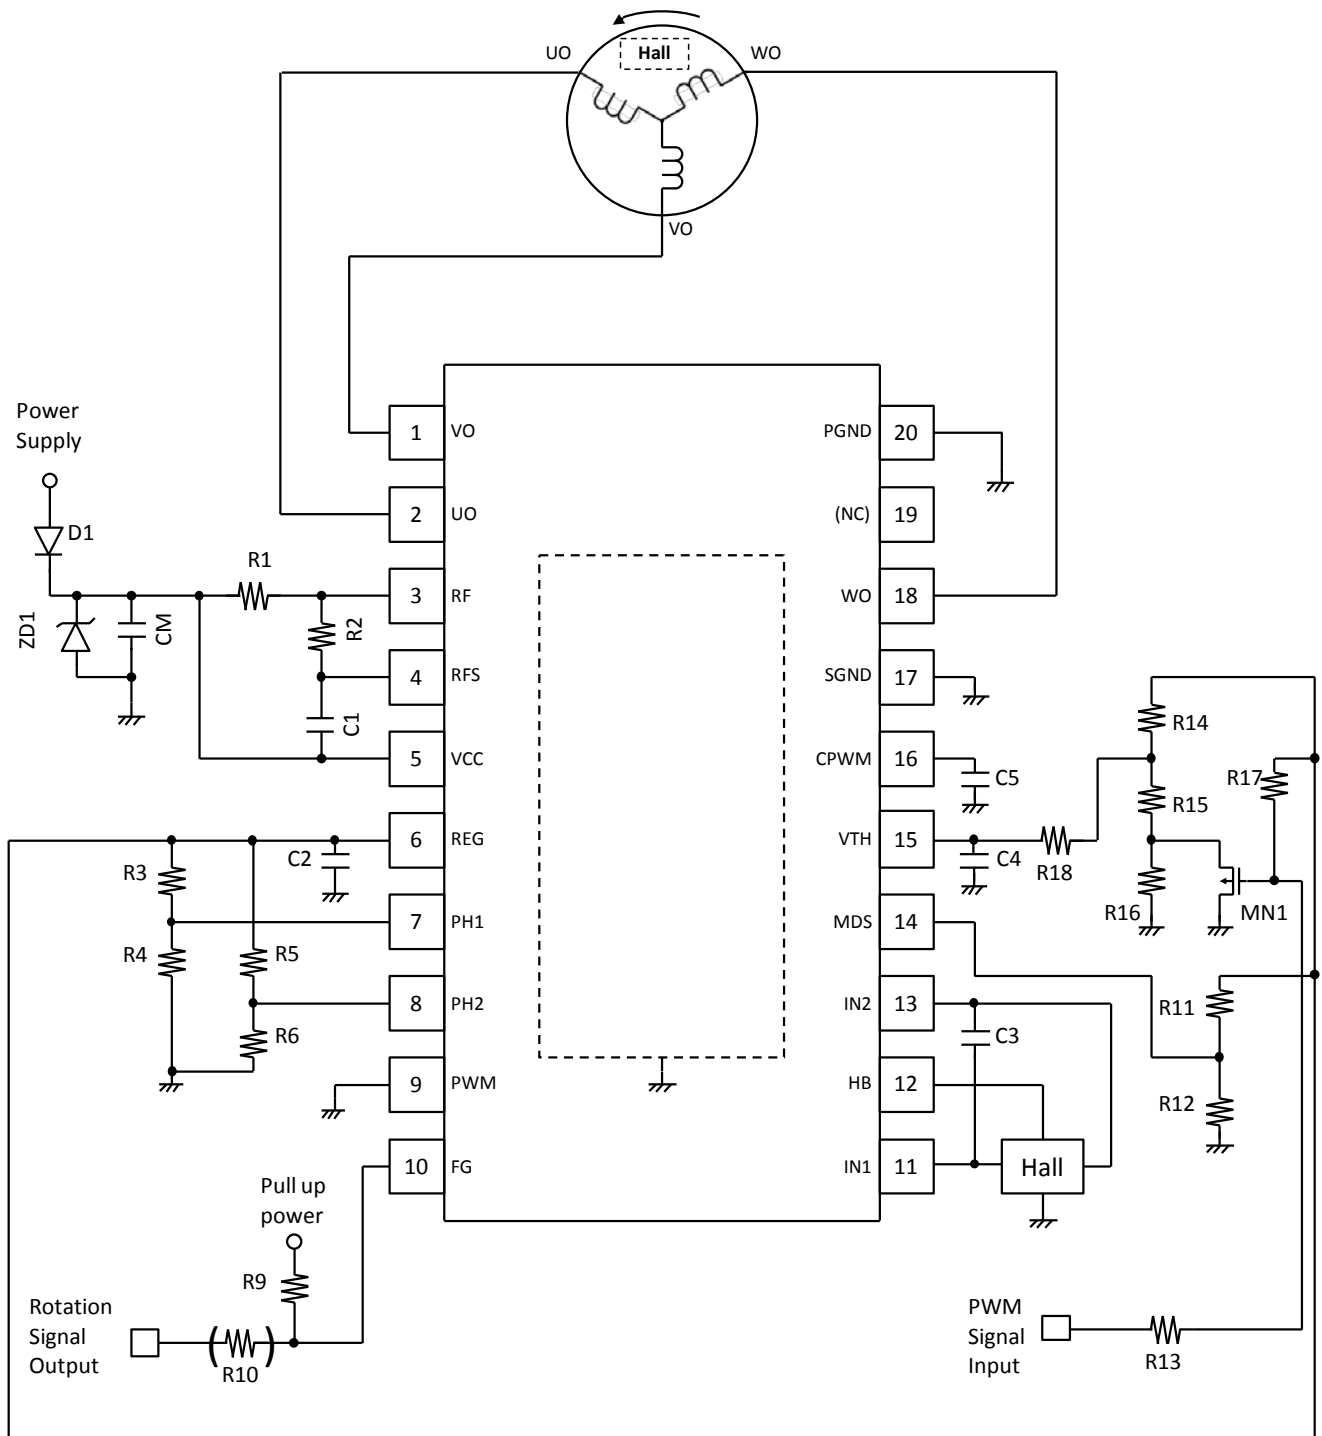 UO
Hall
WO
VO
Power
Supply
D1
R1
ZD1
CM
R2
C1
1
VO
2
UO
3
RF
4
RFS
5
VCC
6
REG
7
PH1
8
PH2
9
PWM
10
FG
PGND
20
(NC)
19
WO
18
SGND
17
CPWM
16
VTH
15
MDS
14
IN2
13
HB
12
IN1
11
C2
R3
R4
R5
R6
Pull up
power
R9
Rotation
Signal
Output
(R10)
C5
C4
R18
R14
R15
R17
R16
MN1
R11
R12
C3
Hall
PWM
Signal
Input
R13